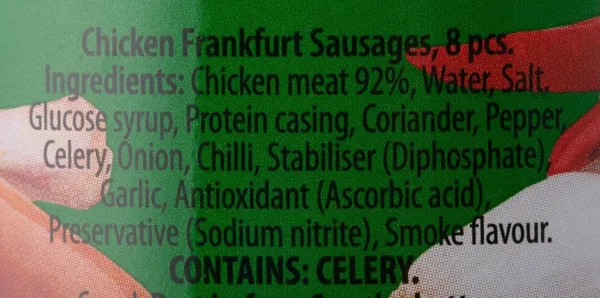 Chicken Frankfurt Sausages, 8 pcs.
Ingredients: Chicken meat 92%, Water, Salt,
Glucose syrup, Protein casing, Coriander, Pepper,
Celery, Onion, Chilli, Stabiliser (Diphosphate),
Garlic, Antioxidant (Ascorbic acid),
Preservative (Sodium nitrite), Smoke flavour.
CONTAINS: CELERY.